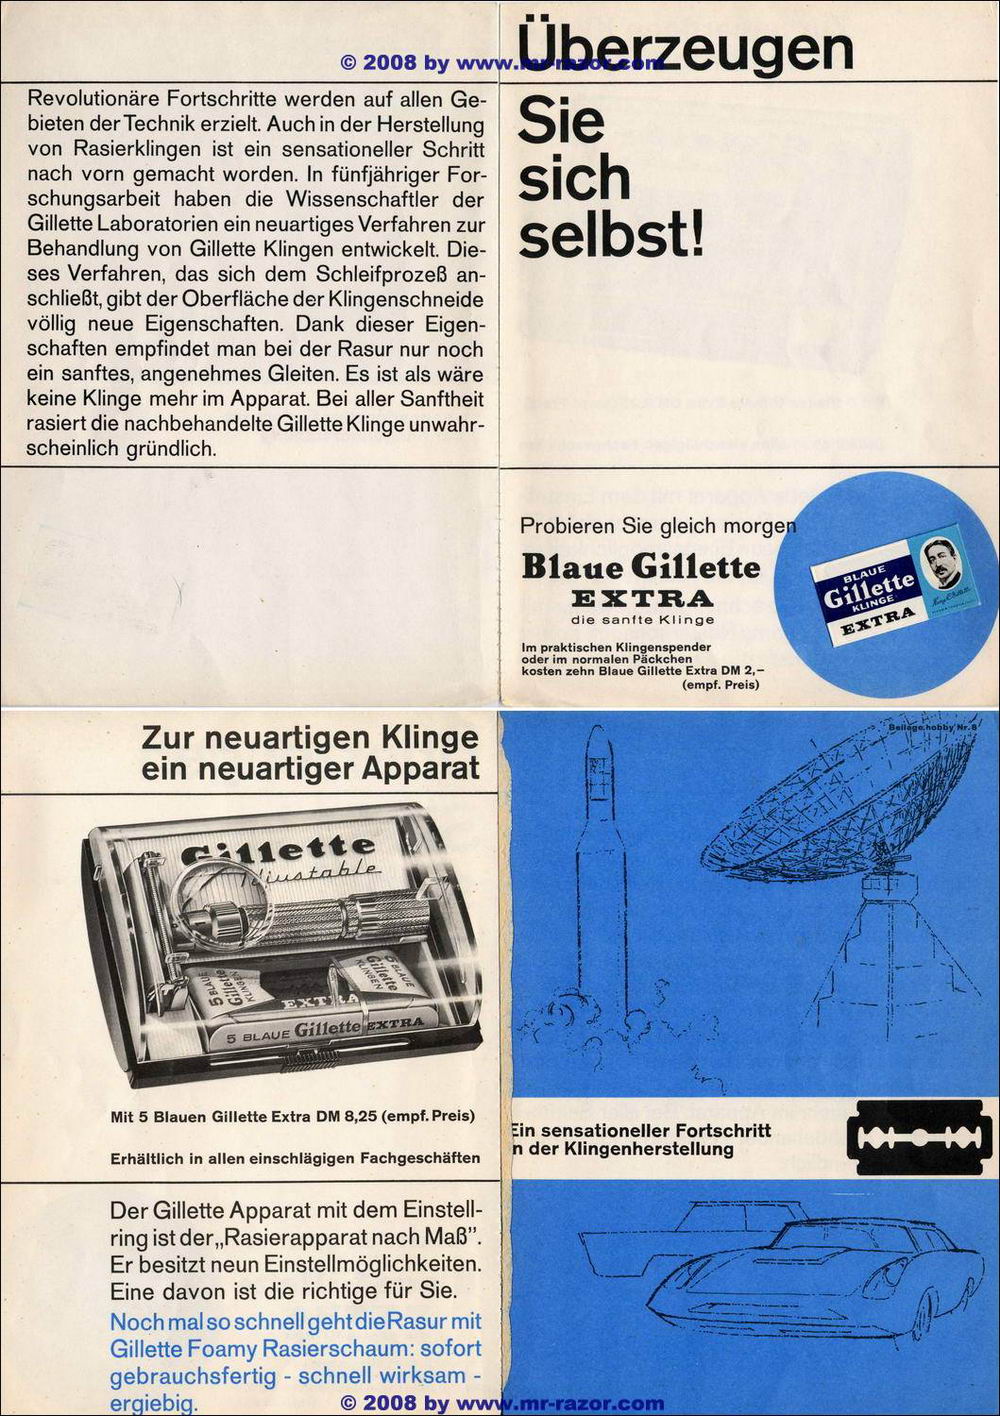 Überzeugen
Sie
sich
selbst!
© 2008 by www.mr-razor.com
Revolutionäre Fortschritte werden auf allen Ge-
bieten der Technik erzielt. Auch in der Herstellung
von Rasierklingen ist ein sensationeller Schritt
nach vorn gemacht worden. In fünfjähriger For-
schungsarbeit haben die Wissenschaftler der
Gillette Laboratorien ein neuartiges Verfahren zur
Behandlung von Gillette Klingen entwickelt. Die-
ses Verfahren, das sich dem Schleifprozeß an-
schließt, gibt der Oberfläche der Klingenschneide
völlig neue Eigenschaften. Dank dieser Eigen-
schaften empfindet man bei der Rasur nur noch
ein sanftes, angenehmes Gleiten. Es ist als wäre
keine Klinge mehr im Apparat. Bei aller Sanftheit
rasiert die nachbehandelte Gillette Klinge unwahr-
scheinlich gründlich.
Probieren Sie gleich morgen
Blaue Gillette
EXTRA
die sanfte Klinge
Im praktischen Klingenspender
oder im normalen Päckchen
kosten zehn Blaue Gillette Extra DM 2,–
(empf. Preis)
BLAUE
Gillette
KLINGE
EXTRA
Zur neuartigen Klinge
ein neuartiger Apparat
Gillette
Adjustable
5 BLAUE
Gillette
KLINGEN
EXTRA
5 BLAUE
Gillette
KLINGEN
5 BLAUE Gillette EXTRA
Mit 5 Blauen Gillette Extra DM 8,25 (empf. Preis)
Erhältlich in allen einschlägigen Fachgeschäften
Der Gillette Apparat mit dem Einstell-
ring ist der „Rasierapparat nach Maß”.
Er besitzt neun Einstellmöglichkeiten.
Eine davon ist die richtige für Sie.
Noch mal so schnell geht die Rasur mit
Gillette Foamy Rasierschaum: sofort
gebrauchsfertig - schnell wirksam -
ergiebig.
Beilage hobby Nr. 8
Ein sensationeller Fortschritt
in der Klingenherstellung
© 2008 by www.mr-razor.com